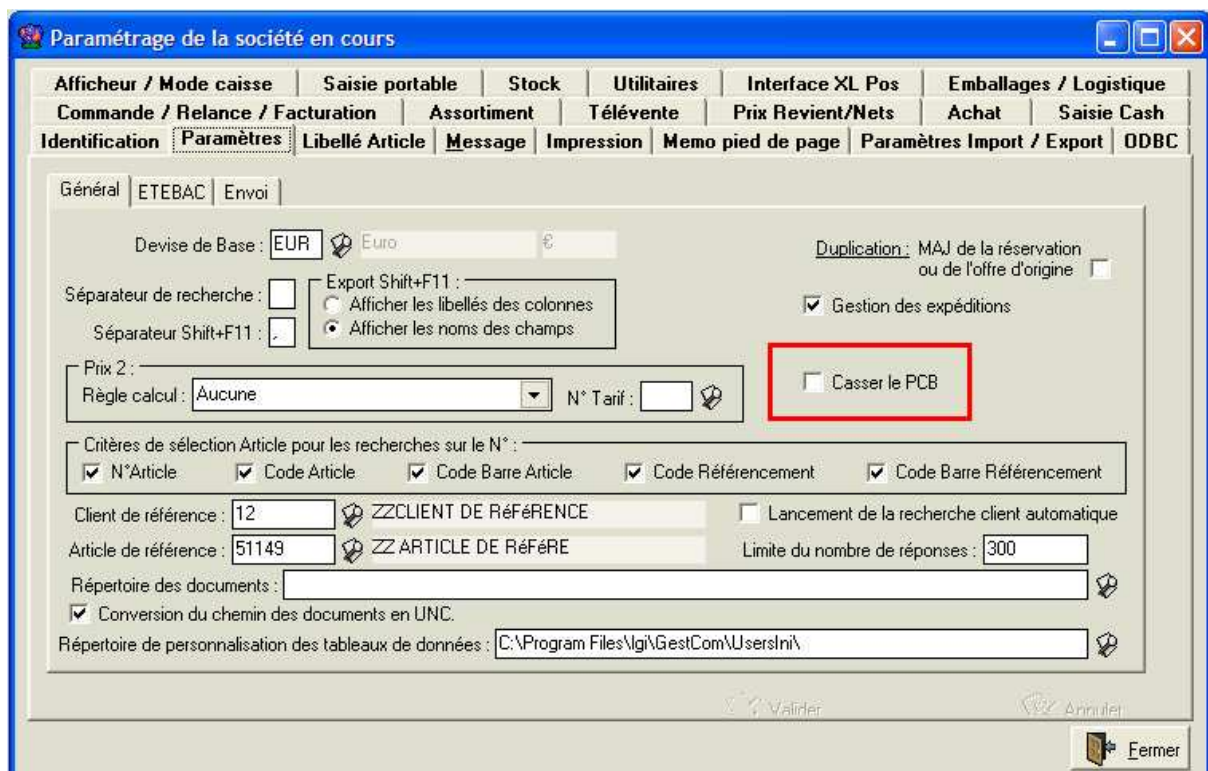 Paramétrage de la société en cours
Afficheur / Mode caisse Saisie portable Stock Utilitaires Interface XL Pos Emballages / Logistique
Commande / Relance / Facturation Assortiment Télévente Prix Revient/Nets Achat Saisie Cash
Identification Paramètres Libellé Article Message Impression Memo pied de page Paramètres Import / Export ODBC
Général ETEBAC Envoi
Devise de Base : EUR Euro €
Duplication : MAJ de la réservation
ou de l'offre d'origine
Séparateur de recherche :
Export Shift+F11 :
Afficher les libellés des colonnes
Gestion des expéditions
Séparateur Shift+F11 : ,
Afficher les noms des champs
Prix 2 :
Règle calcul : Aucune N° Tarif :
Casser le PCB
Critères de sélection Article pour les recherches sur le N° :
N°Article Code Article Code Barre Article Code Référencement Code Barre Référencement
Client de référence : 12 ZZCLIENT DE RéFéRENCE Lancement de la recherche client automatique
Article de référence : 51149 ZZ ARTICLE DE RéFéRE Limite du nombre de réponses : 300
Répertoire des documents :
Conversion du chemin des documents en UNC.
Répertoire de personnalisation des tableaux de données : C:\Program Files\lgi\GestCom\UsersIni\
Valider Annuler
Fermer